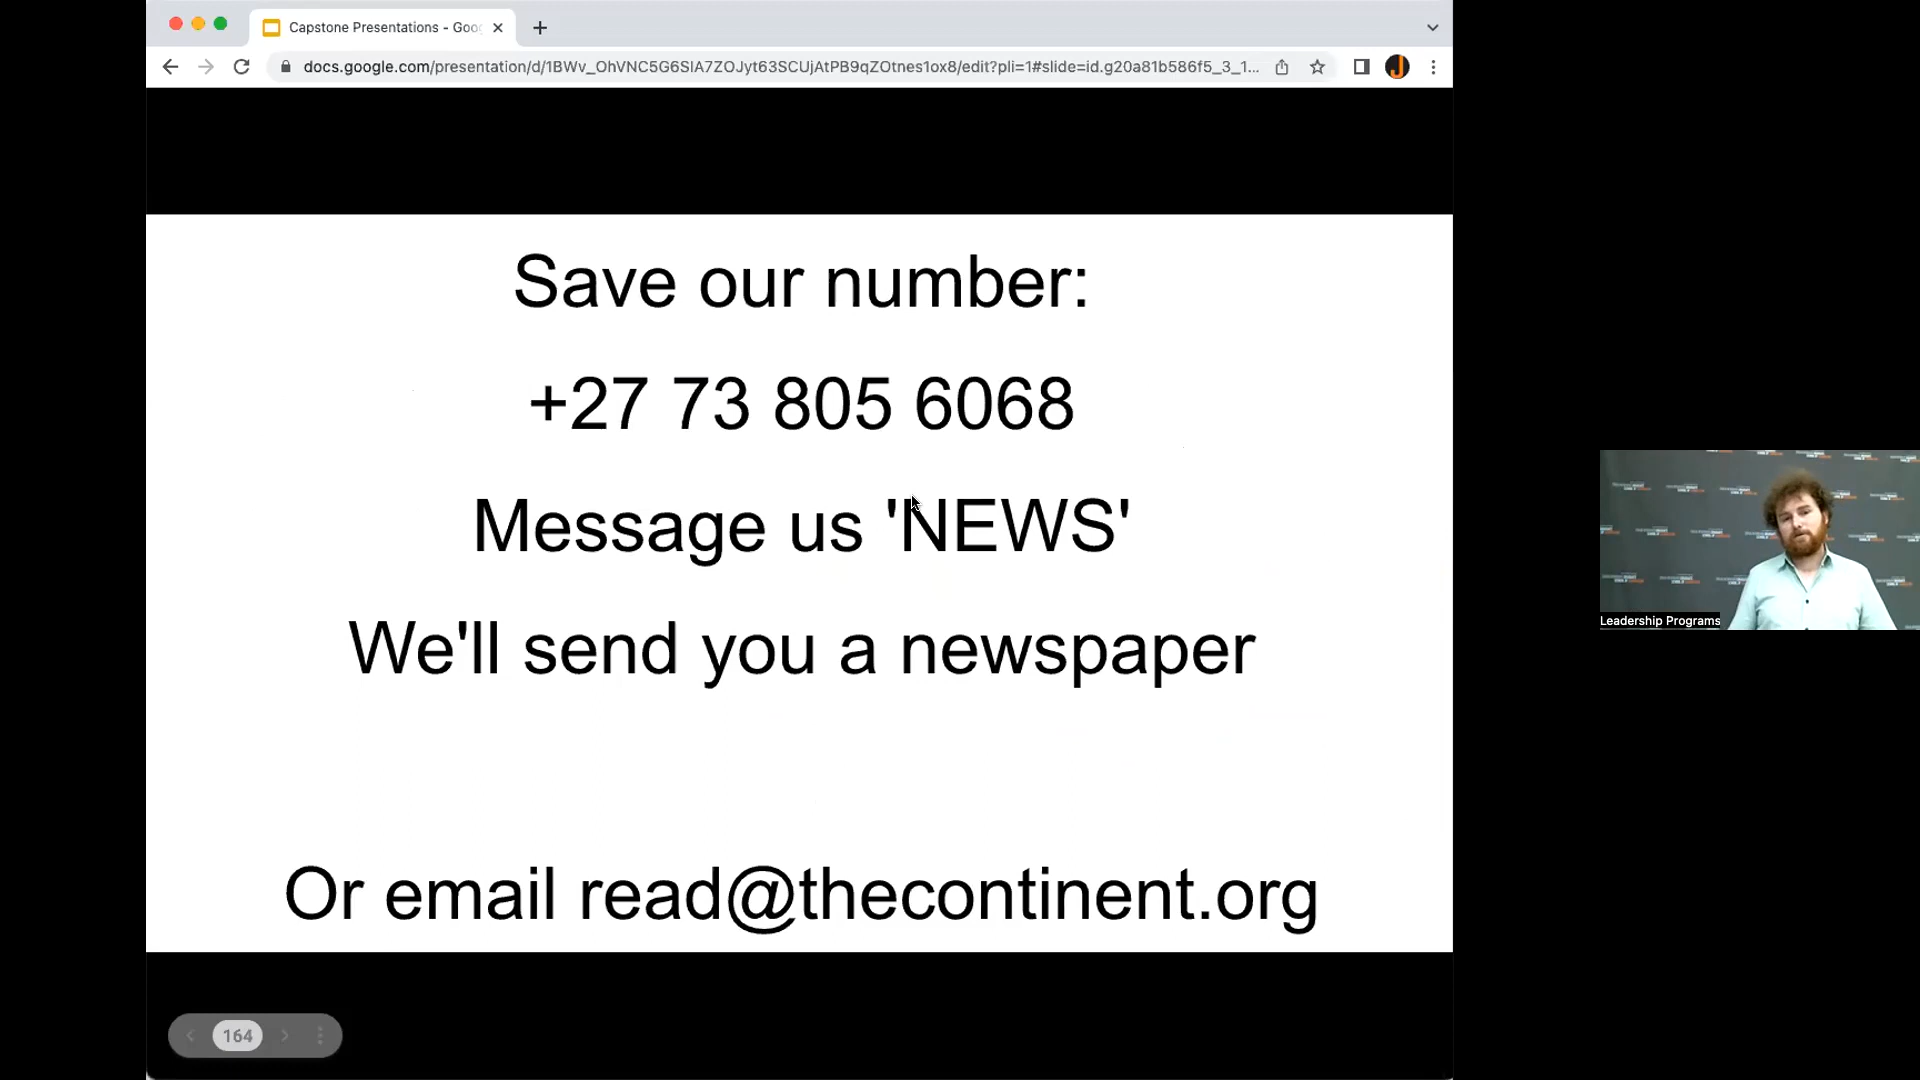 Capstone Presentations - Goo
docs.google.com/presentation/d/1BWv_OhVNC5G6SlA7ZOJyt63SCUjAtPB9qZOtnes1ox8/edit?pli=1#slide=id.g20a81b586f5_3_1...
Save our number:
+27 73 805 6068
Message us 'NEWS'
We'll send you a newspaper
Or email read@thecontinent.org
Leadership Programs
164